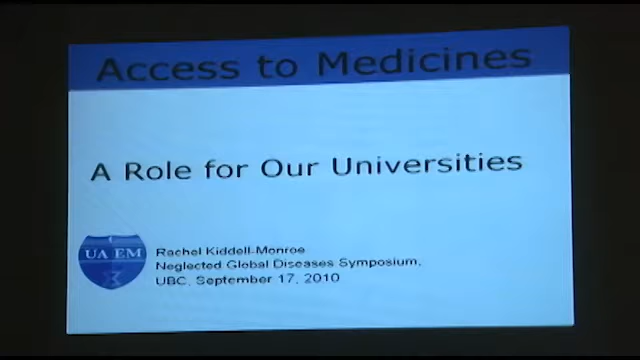 Access to Medicines
A Role for Our Universities
UA EM
Rachel Kiddell-Monroe
Neglected Global Diseases Symposium,
UBC, September 17, 2010